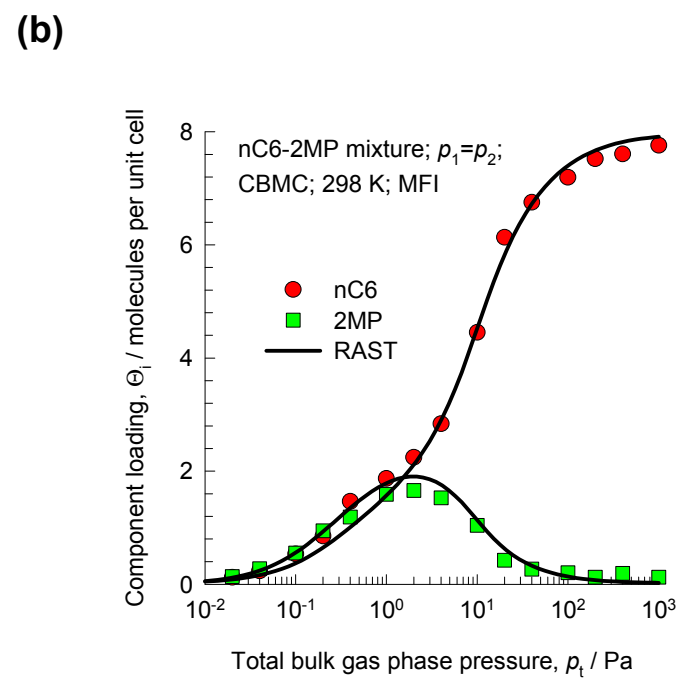 (b)
Component loading, Θi / molecules per unit cell
8
6
4
2
0
nC6-2MP mixture; p1=p2;
CBMC; 298 K; MFI
nC6
2MP
RAST
10-2 10-1 100 101 102 103
Total bulk gas phase pressure, pt / Pa